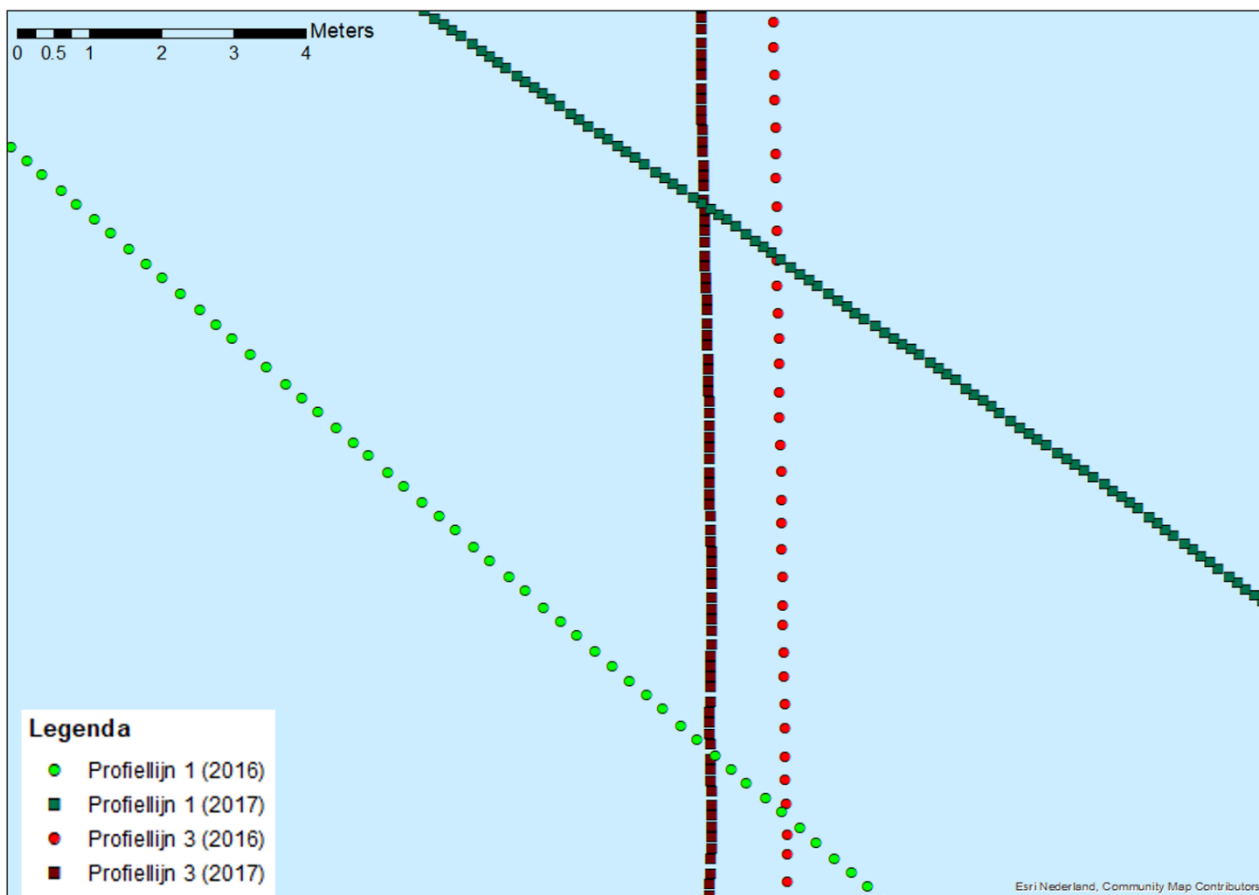 Meters
0 0.5 1 2 3 4
Legenda
Profiellijn 1 (2016)
Profiellijn 1 (2017)
Profiellijn 3 (2016)
Profiellijn 3 (2017)
Esri Nederland, Community Map Contributors